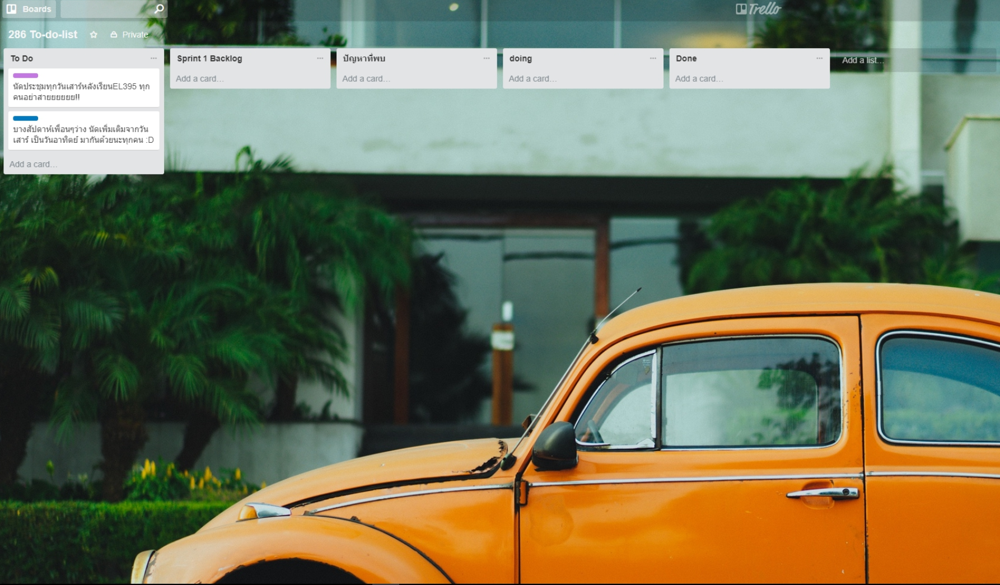 Boards
Trello
286 To-do-list
Private
To Do
นัดประชุมทุกวันเสาร์หลังเรียนEL395 ทุก
คนอย่าสายยยยยย!!
บางสัปดาห์เพื่อนๆว่าง นัดเพิ่มเติมจากวัน
เสาร์ เป็นวันอาทิตย์ มากันด้วยนะทุกคน :D
Add a card...
Sprint 1 Backlog
Add a card...
ปัญหาที่พบ
Add a card...
doing
Add a card...
Done
Add a card...
Add a list...